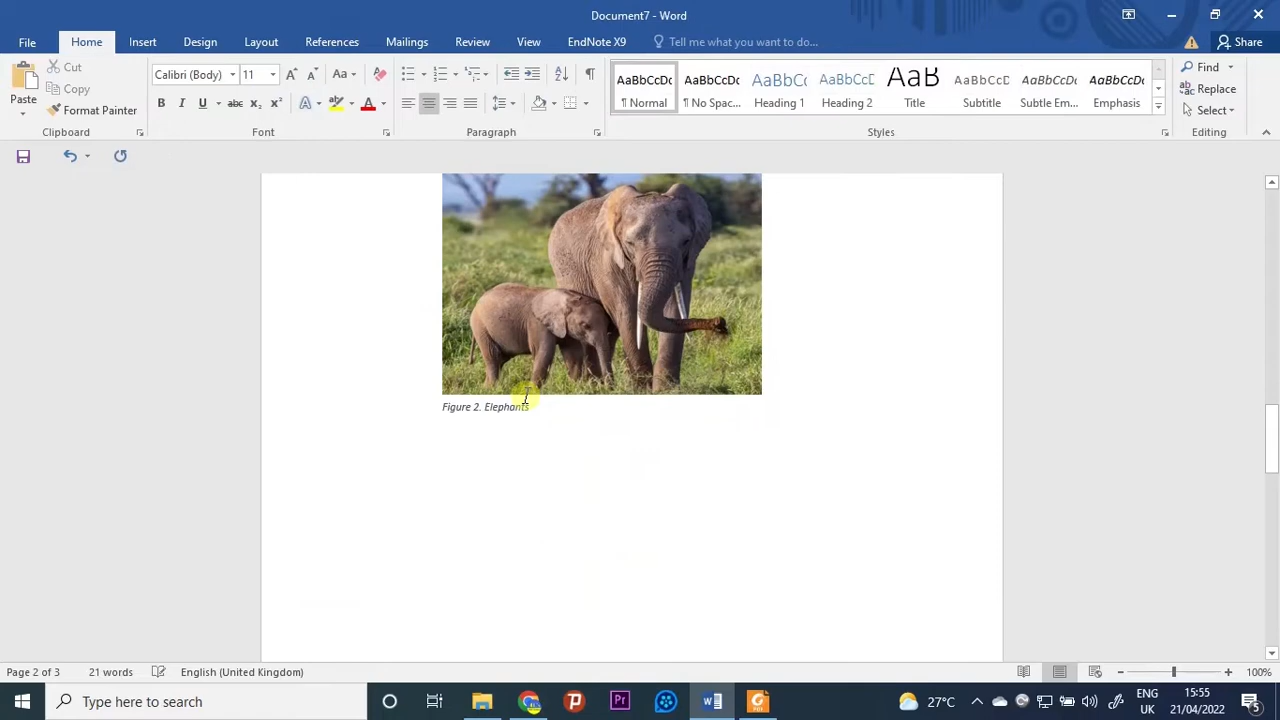 Document7 - Word
File
Home
Insert
Design
Layout
References
Mailings
Review
View
EndNote X9
Tell me what you want to do...
Share
Paste
Cut
Copy
Format Painter
Clipboard
Calibri (Body)
11
Font
Paragraph
AaBbCcDc
¶ Normal
AaBbCcDc
¶ No Spac...
AaBbCc
Heading
AaBbCcC
Heading 2
AaB
Title
AaBbCcD
Subtitle
AaBbCcDc
Subtle Em...
AaBbCcDc
Emphasis
Styles
Find
Replace
Select
Editing
Figure 2. Elephants
Page 2 of 3
21 words
English (United Kingdom)
100%
Type here to search
27°C
ENG
UK
15:55
21/04/2022
5